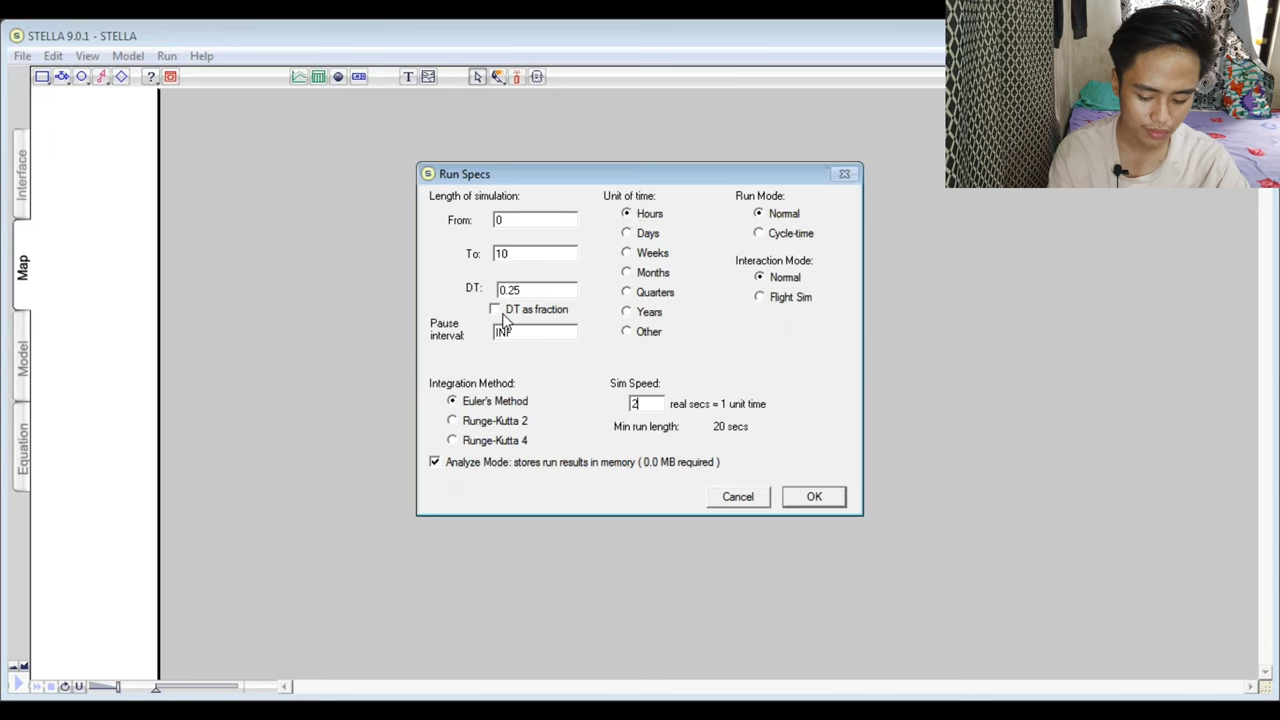 STELLA 9.0.1 - STELLA
File Edit View Model Run Help
? T
Interface
Map
Model
Equation
Run Specs
Length of simulation:
From: 0
To: 10
DT: 0.25
DT as fraction
Pause interval: INF
Unit of time:
Hours
Days
Weeks
Months
Quarters
Years
Other
Run Mode:
Normal
Cycle-time
Interaction Mode:
Normal
Flight Sim
Integration Method:
Euler's Method
Runge-Kutta 2
Runge-Kutta 4
Sim Speed:
2 real secs = 1 unit time
Min run length: 20 secs
Analyze Mode: stores run results in memory ( 0.0 MB required )
Cancel OK
U